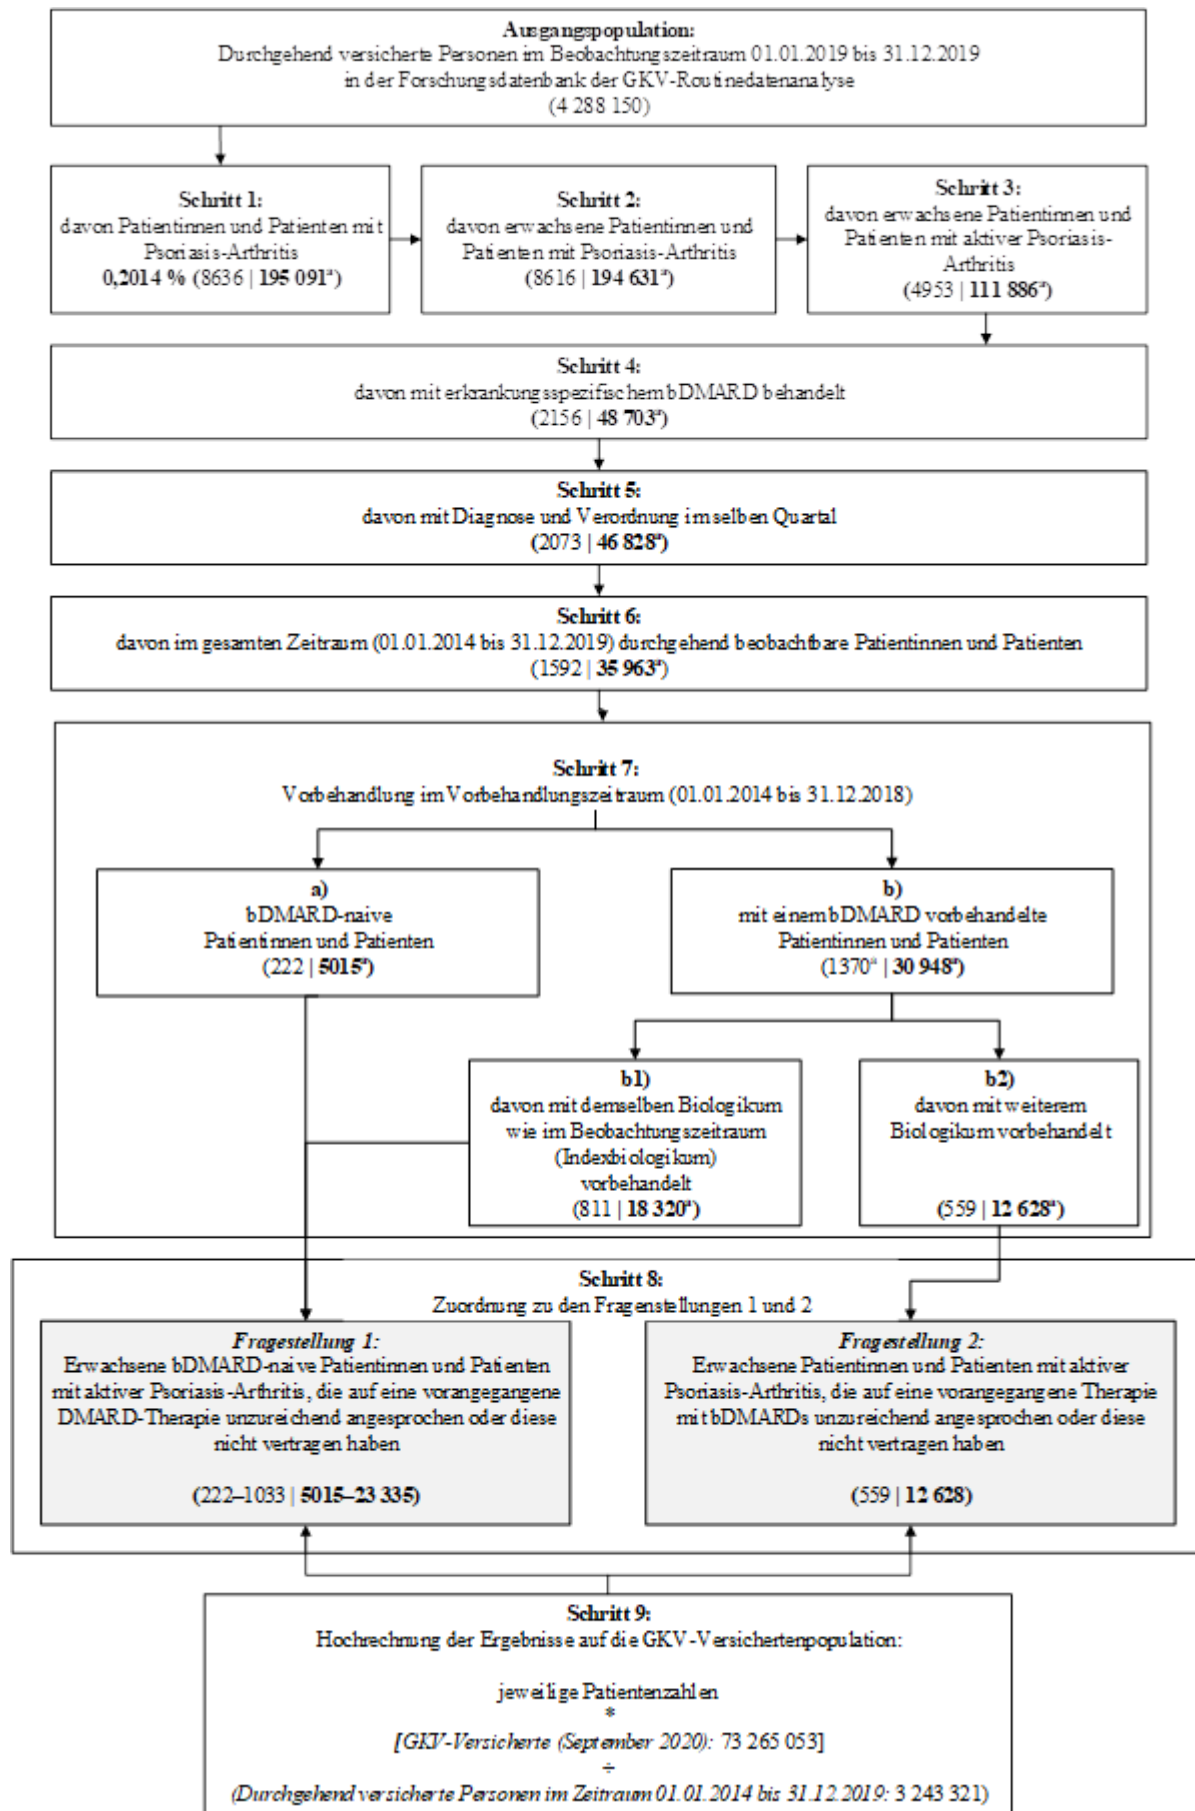 Ausgangspopulation:
Durchgehend versicherte Personen im Beobachtungszeitraum 01.01.2019 bis 31.12.2019
in der Forschungsdatenbank der GKV-Routinedatenanalyse
(4 288 150)
Schritt 1:
davon Patientinnen und Patienten mit
Psoriasis-Arthritis
0,2014 % (8636 | 195 091ª)
Schritt 2:
davon erwachsene Patientinnen und
Patienten mit Psoriasis-Arthritis
(8616 | 194 631ª)
Schritt 3:
davon erwachsene Patientinnen und
Patienten mit aktiver Psoriasis-
Arthritis
(4953 | 111 886ª)
Schritt 4:
davon mit erkrankungsspezifischem bDMARD behandelt
(2156 | 48 703ª)
Schritt 5:
davon mit Diagnose und Verordnung im selben Quartal
(2073 | 46 828ª)
Schritt 6:
davon im gesamten Zeitraum (01.01.2014 bis 31.12.2019) durchgehend beobachtbare Patientinnen und Patienten
(1592 | 35 963ª)
Schritt 7:
Vorbehandlung im Vorbehandlungszeitraum (01.01.2014 bis 31.12.2018)
a)
bDMARD-naive
Patientinnen und Patienten
(222 | 5015ª)
b)
mit einem bDMARD vorbehandelte
Patientinnen und Patienten
(1370ª | 30 948ª)
b1)
davon mit demselben Biologikum
wie im Beobachtungszeitraum
(Indexbiologikum)
vorbehandelt
(811 | 18 320ª)
b2)
davon mit weiterem
Biologikum vorbehandelt
(559 | 12 628ª)
Schritt 8:
Zuordnung zu den Fragenstellungen 1 und 2
Fragestellung 1:
Erwachsene bDMARD-naive Patientinnen und Patienten
mit aktiver Psoriasis-Arthritis, die auf eine vorangegangene
DMARD-Therapie unzureichend angesprochen oder diese
nicht vertragen haben
(222–1033 | 5015–23 335)
Fragestellung 2:
Erwachsene Patientinnen und Patienten mit aktiver
Psoriasis-Arthritis, die auf eine vorangegangene Therapie
mit bDMARDs unzureichend angesprochen oder diese
nicht vertragen haben
(559 | 12 628)
Schritt 9:
Hochrechnung der Ergebnisse auf die GKV-Versichertenpopulation:
jeweilige Patientenzahlen
*
[GKV-Versicherte (September 2020): 73 265 053]
÷
(Durchgehend versicherte Personen im Zeitraum 01.01.2014 bis 31.12.2019: 3 243 321)